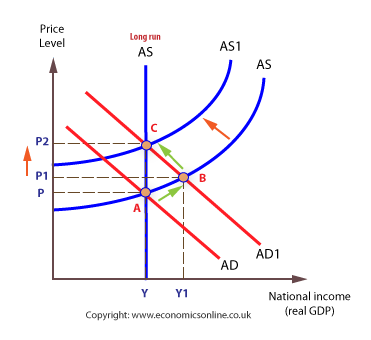 Price
Level
Long run
AS
AS1
AS
C
P2
P1
B
P
A
AD
AD1
Y
Y1
National income
(real GDP)
Copyright: www.economicsonline.co.uk